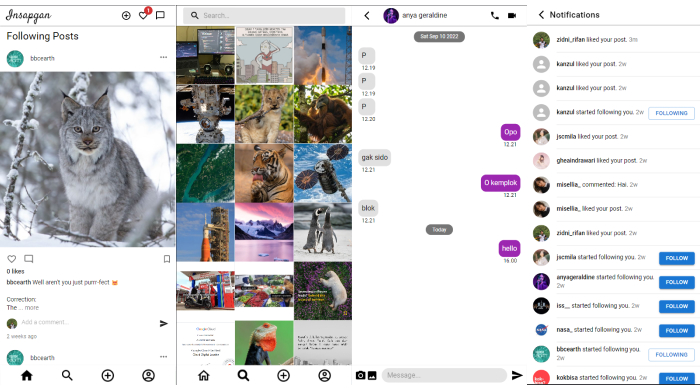 Insapgan
1
Following Posts
bbcearth
0 likes
bbcearth Well aren't you just purrr-fect
Correction:
The ... more
Add a comment...
2 weeks ago
bbcearth
Search...
anya geraldine
Sat Sep 10 2022
P
12.19
P
12.19
P
12.20
Opo
12.21
gak sido
12.21
O kemplok
12.21
blok
12.21
Today
hello
16.00
Message...
Notifications
zidni_rifan liked your post. 3m
kanzul liked your post. 2w
kanzul liked your post. 2w
kanzul started following you. 2w
FOLLOWING
jscmila liked your post. 2w
gheaindrawari liked your post. 2w
misellia_ commented: Hai. 2w
misellia_ liked your post. 2w
zidni_rifan liked your post. 2w
jscmila started following you. 2w
FOLLOW
anyageraldine started following you.
2w
FOLLOW
iss__ started following you. 2w
FOLLOW
nasa_ started following you. 2w
FOLLOW
bbcearth started following you. 2w
FOLLOWING
kokbisa started following you. 2w
FOLLOW